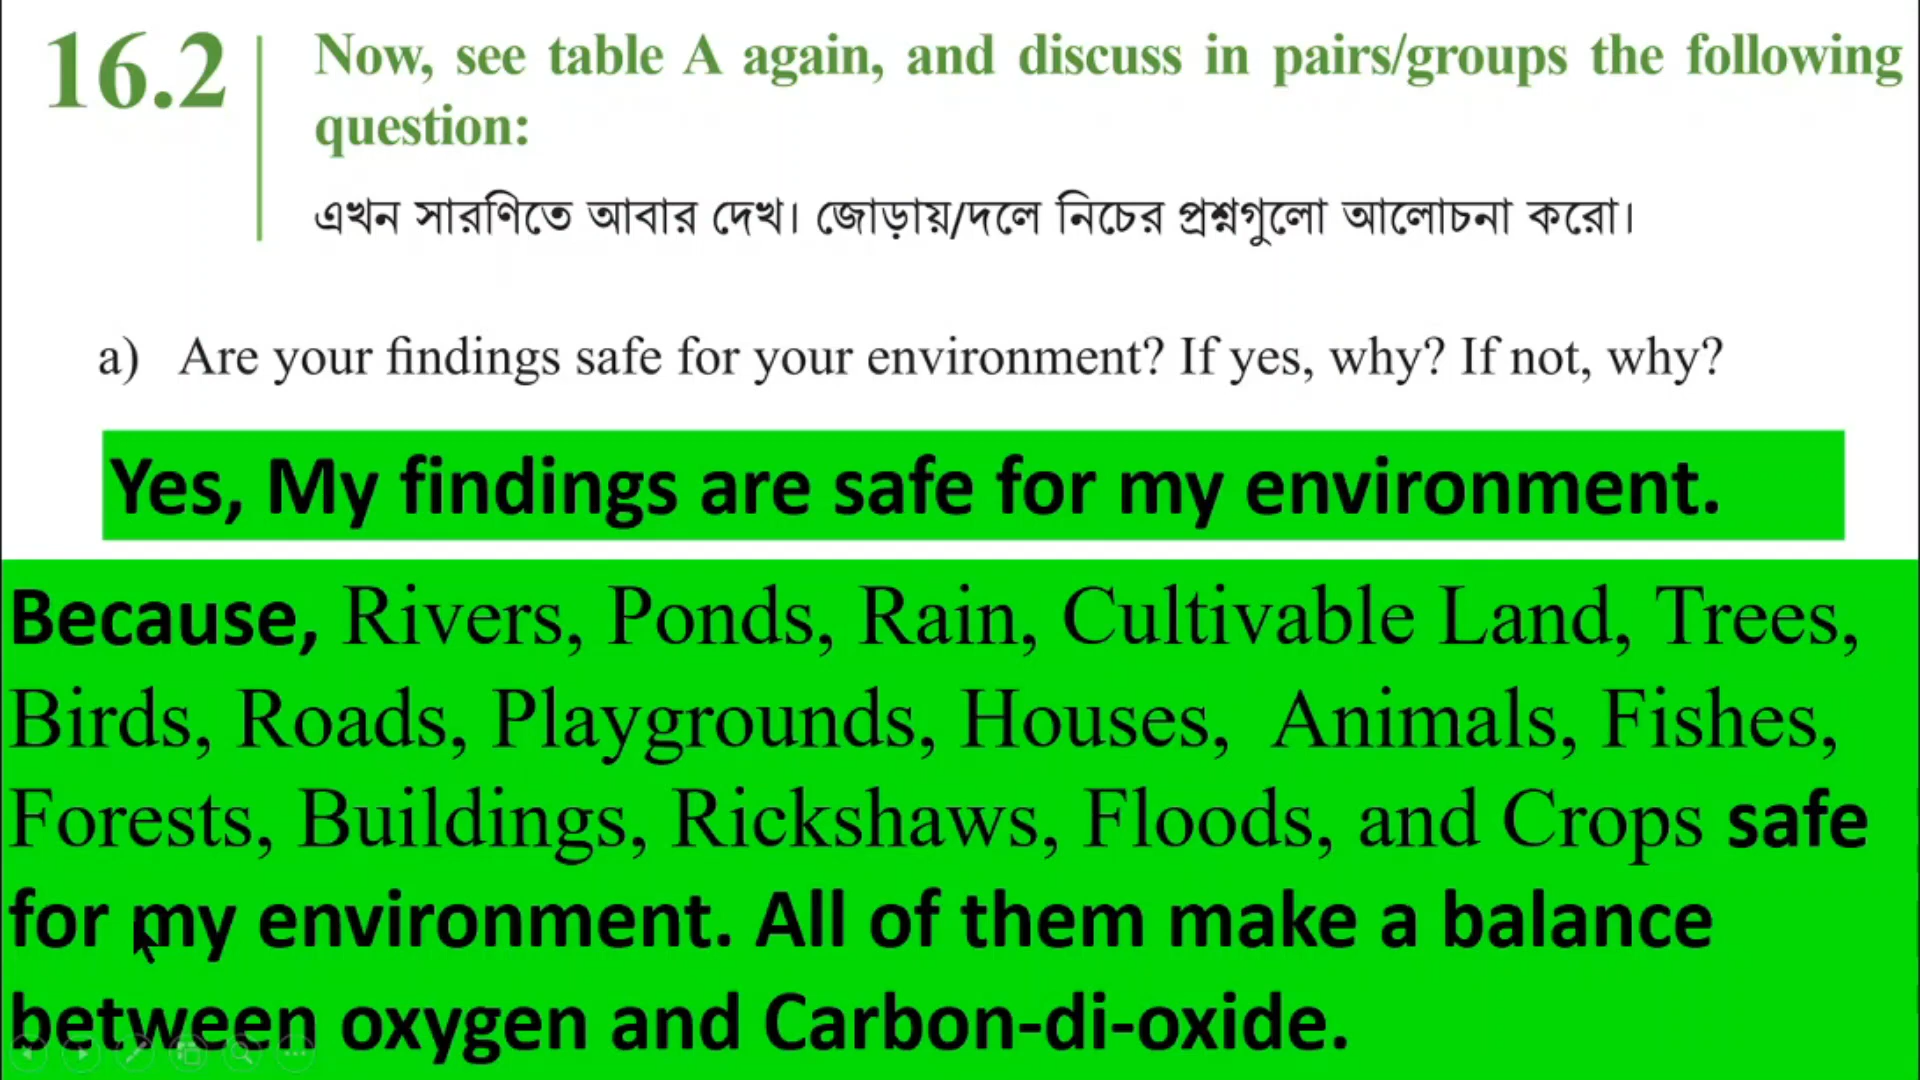 16.2
Now, see table A again, and discuss in pairs/groups the following
question:
এখন সারণিতে আবার দেখ। জোড়ায়/দলে নিচের প্রশ্নগুলো আলোচনা করো।
a) Are your findings safe for your environment? If yes, why? If not, why?
Yes, My findings are safe for my environment.
Because, Rivers, Ponds, Rain, Cultivable Land, Trees,
Birds, Roads, Playgrounds, Houses, Animals, Fishes,
Forests, Buildings, Rickshaws, Floods, and Crops safe
for my environment. All of them make a balance
between oxygen and Carbon-di-oxide.